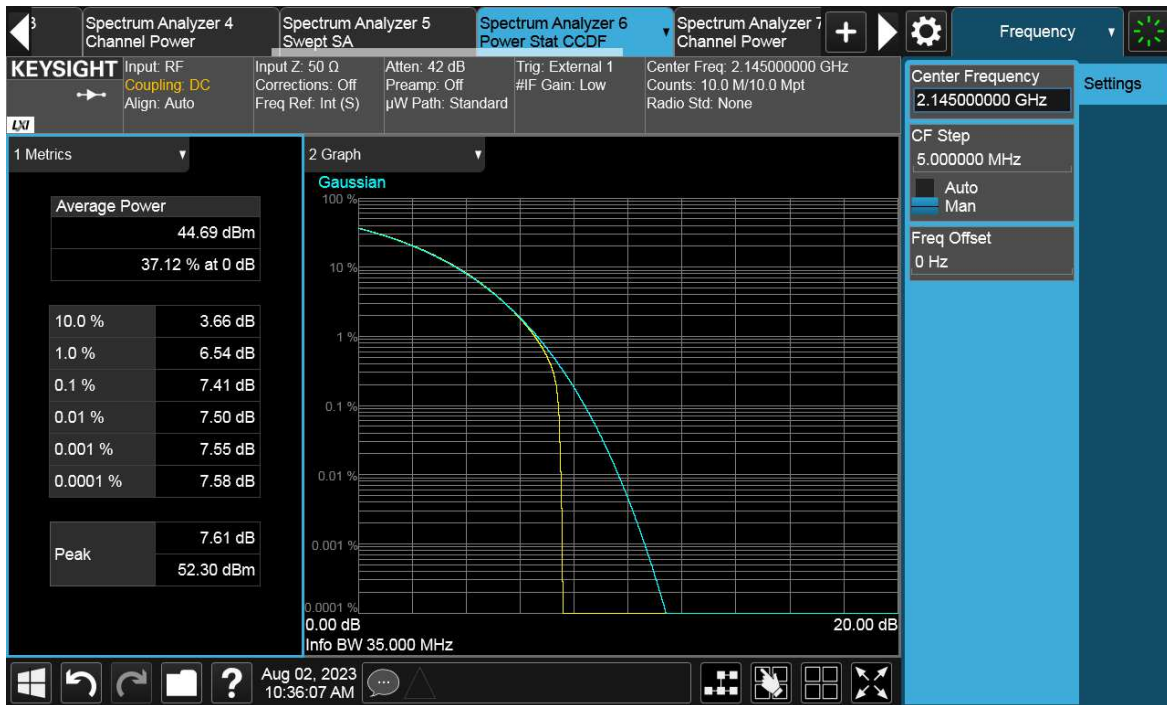 3
Spectrum Analyzer 4
Channel Power
Spectrum Analyzer 5
Swept SA
Spectrum Analyzer 6
Power Stat CCDF
Spectrum Analyzer 7
Channel Power
+
Frequency
KEYSIGHT
LXI
Input: RF
Coupling: DC
Align: Auto
Input Z: 50 Ω
Corrections: Off
Freq Ref: Int (S)
Atten: 42 dB
Preamp: Off
µW Path: Standard
Trig: External 1
#IF Gain: Low
Center Freq: 2.145000000 GHz
Counts: 10.0 M/10.0 Mpt
Radio Std: None
Center Frequency
2.145000000 GHz
Settings
CF Step
5.000000 MHz
Auto
Man
Freq Offset
0 Hz
1 Metrics
Average Power
44.69 dBm
37.12 % at 0 dB
10.0 % 3.66 dB
1.0 % 6.54 dB
0.1 % 7.41 dB
0.01 % 7.50 dB
0.001 % 7.55 dB
0.0001 % 7.58 dB
Peak
7.61 dB
52.30 dBm
2 Graph
Gaussian
100 %
10 %
1 %
0.1 %
0.01 %
0.001 %
0.0001 %
0.00 dB 20.00 dB
Info BW 35.000 MHz
?
Aug 02, 2023
10:36:07 AM